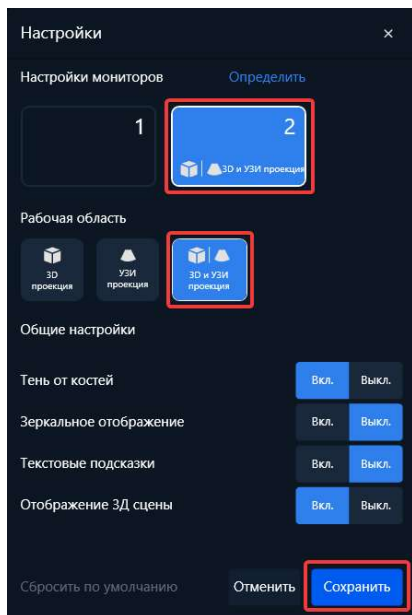 Настройки ×
Настройки мониторов Определить
1 2
3D и УЗИ проекция
Рабочая область
3D проекция
УЗИ проекция
3D и УЗИ проекция
Общие настройки
Тень от костей Вкл. Выкл.
Зеркальное отображение Вкл. Выкл.
Текстовые подсказки Вкл. Выкл.
Отображение 3Д сцены Вкл. Выкл.
Сбросить по умолчанию Отменить Сохранить